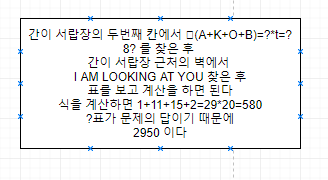 간이 서랍장의 두번째 칸에서 □(A+K+O+B)=?*t=?
8? 를 찾은 후
간이 서랍장 근처의 벽에서
I AM LOOKING AT YOU 찾은 후
표를 보고 계산을 하면 된다
식을 계산하면 1+11+15+2=29*20=580
?표가 문제의 답이기 때문에
2950 이다